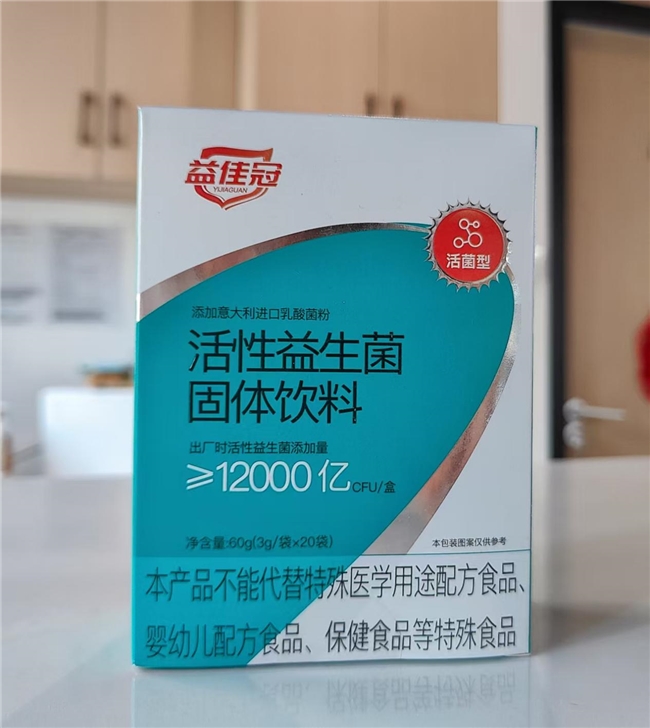 益佳冠
YIJIAGUAN
活菌型
添加意大利进口乳酸菌粉
活性益生菌
固体饮料
出厂时活性益生菌添加量
≥12000亿CFU/盒
净含量:60g(3g/袋×20袋)
本包装图案仅供参考
本产品不能代替特殊医学用途配方食品、
婴幼儿配方食品、保健食品等特殊食品